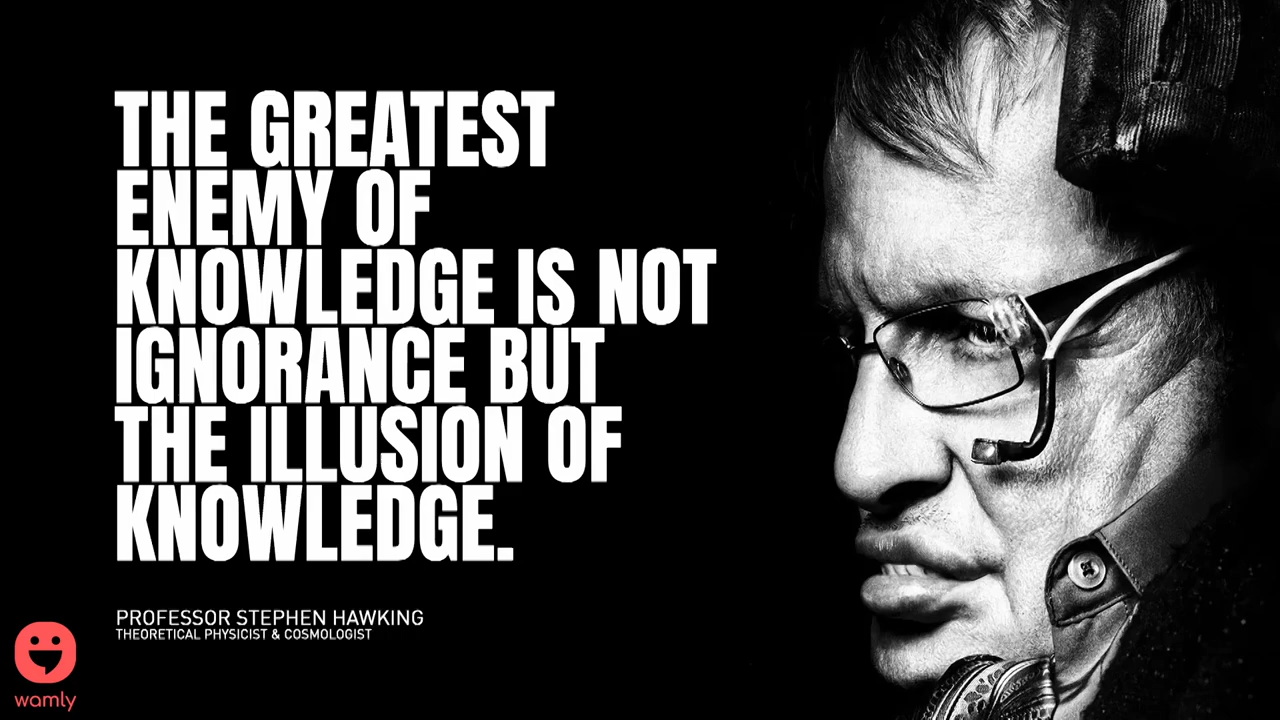 THE GREATEST
ENEMY OF
KNOWLEDGE IS NOT
IGNORANCE BUT
THE ILLUSION OF
KNOWLEDGE.
PROFESSOR STEPHEN HAWKING
THEORETICAL PHYSICIST & COSMOLOGIST
wamly